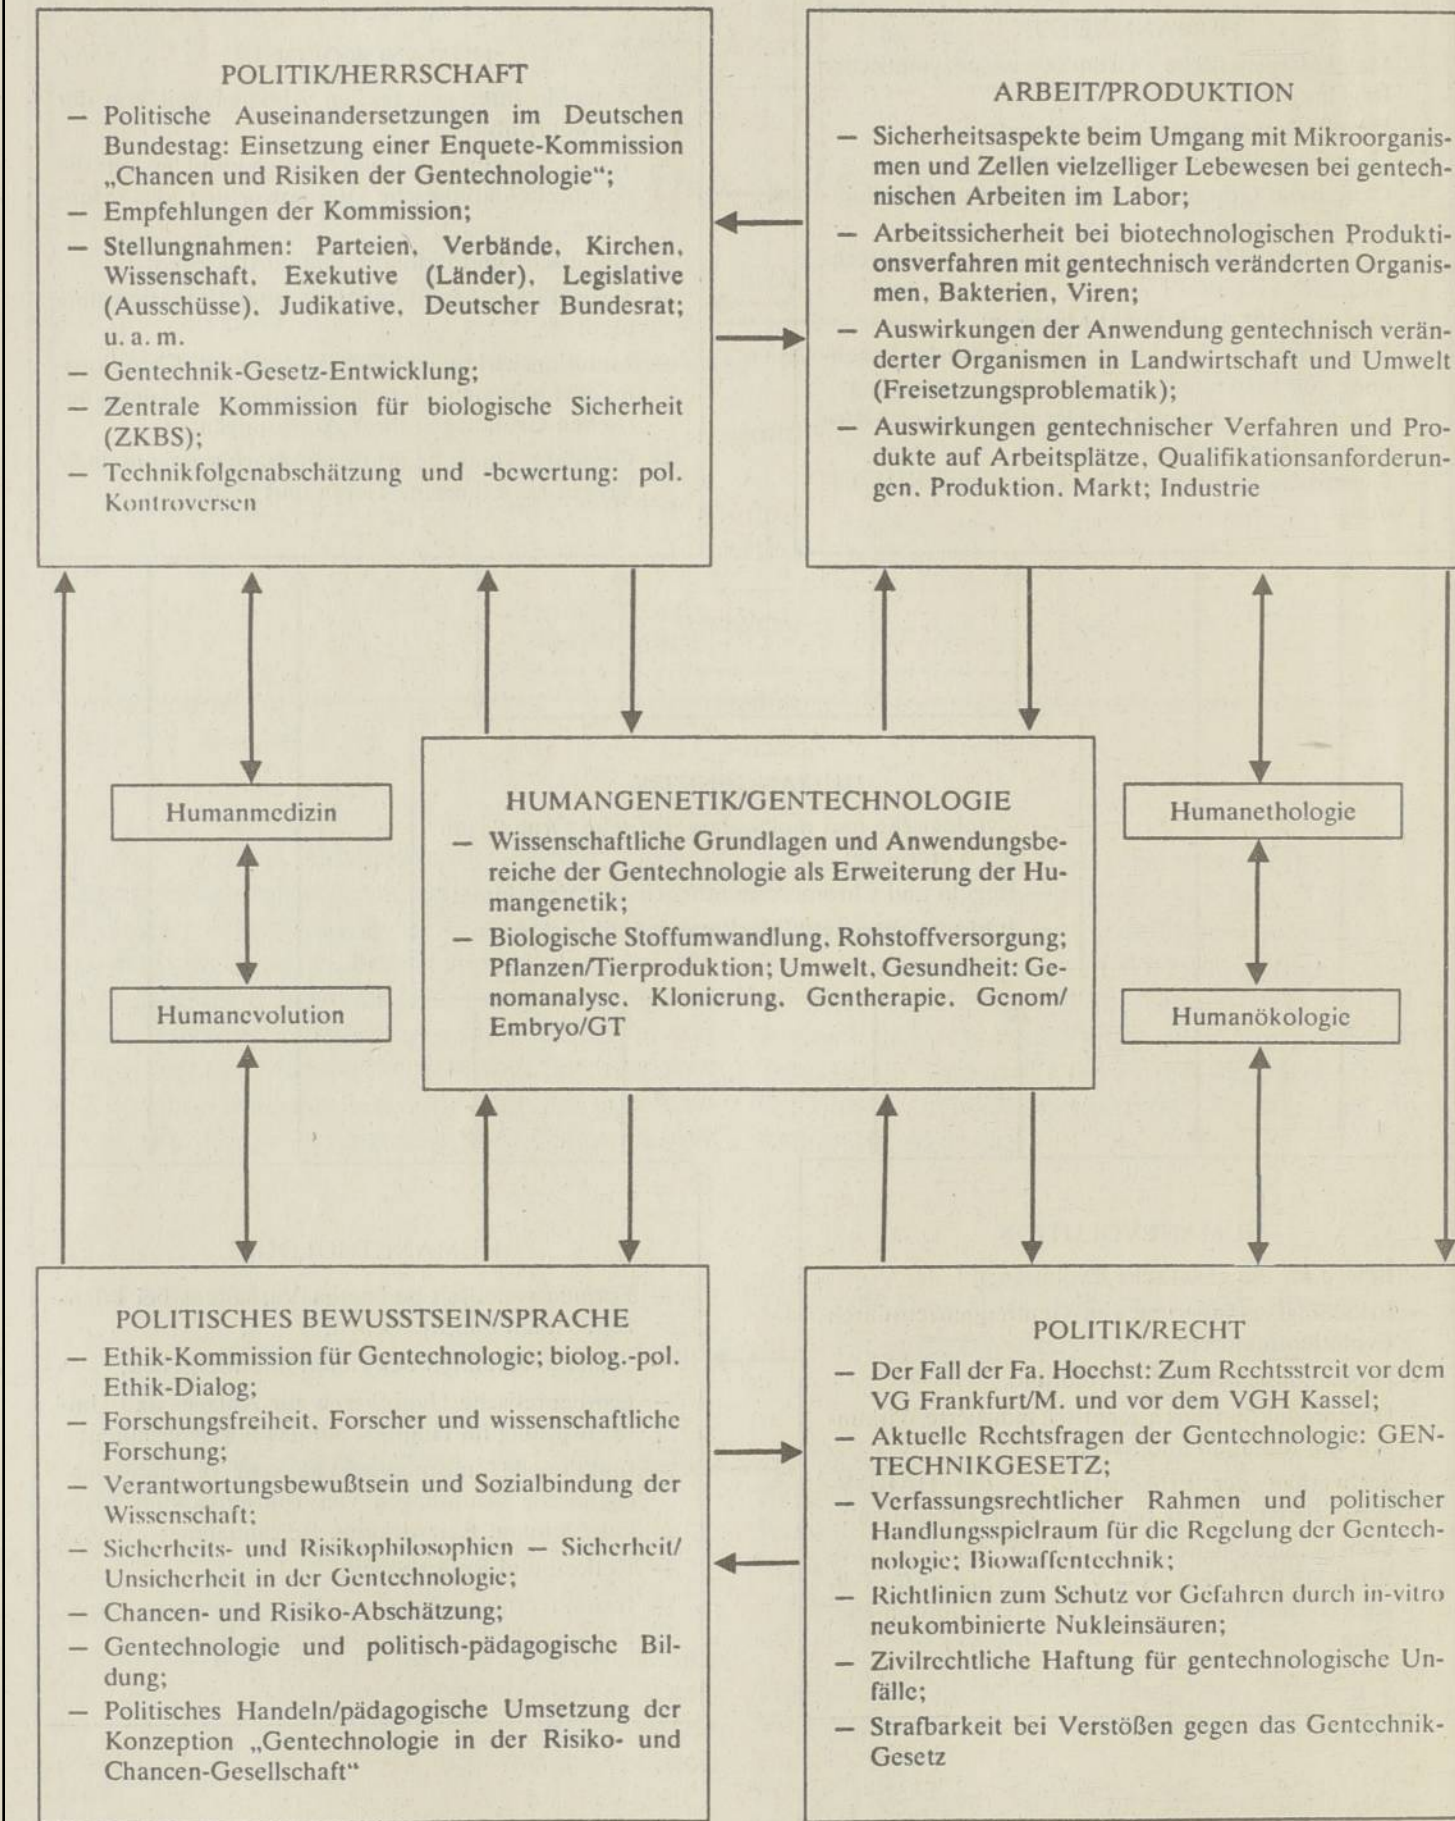 POLITIK/HERRSCHAFT
— Politische Auseinandersetzungen im Deutschen
Bundestag: Einsetzung einer Enquete-Kommission
„Chancen und Risiken der Gentechnologie“;
— Empfehlungen der Kommission;
— Stellungnahmen: Parteien, Verbände, Kirchen,
Wissenschaft, Exekutive (Länder), Legislative
(Ausschüsse), Judikative, Deutscher Bundesrat;
u. a. m.
— Gentechnik-Gesetz-Entwicklung;
— Zentrale Kommission für biologische Sicherheit
(ZKBS);
— Technikfolgenabschätzung und -bewertung: pol.
Kontroversen
ARBEIT/PRODUKTION
— Sicherheitsaspekte beim Umgang mit Mikroorganis-
men und Zellen vielzelliger Lebewesen bei gentech-
nischen Arbeiten im Labor;
— Arbeitssicherheit bei biotechnologischen Produkti-
onsverfahren mit gentechnisch veränderten Organis-
men, Bakterien, Viren;
— Auswirkungen der Anwendung gentechnisch verän-
derter Organismen in Landwirtschaft und Umwelt
(Freisetzungsproblematik);
— Auswirkungen gentechnischer Verfahren und Pro-
dukte auf Arbeitsplätze, Qualifikationsanforderun-
gen, Produktion, Markt; Industrie
Humanmedizin
Humanevolution
HUMANGENETIK/GENTECHNOLOGIE
— Wissenschaftliche Grundlagen und Anwendungsbe-
reiche der Gentechnologie als Erweiterung der Hu-
mangenetik;
— Biologische Stoffumwandlung, Rohstoffversorgung;
Pflanzen/Tierproduktion; Umwelt, Gesundheit: Ge-
nomanalyse, Klonierung, Gentherapie, Genom/
Embryo/GT
Humanethologie
Humanökologie
POLITISCHES BEWUSSTSEIN/SPRACHE
— Ethik-Kommission für Gentechnologie; biolog.-pol.
Ethik-Dialog;
— Forschungsfreiheit, Forscher und wissenschaftliche
Forschung;
— Verantwortungsbewußtsein und Sozialbindung der
Wissenschaft;
— Sicherheits- und Risikophilosophien — Sicherheit/
Unsicherheit in der Gentechnologie;
— Chancen- und Risiko-Abschätzung;
— Gentechnologie und politisch-pädagogische Bil-
dung;
— Politisches Handeln/pädagogische Umsetzung der
Konzeption „Gentechnologie in der Risiko- und
Chancen-Gesellschaft“
POLITIK/RECHT
— Der Fall der Fa. Hoechst: Zum Rechtsstreit vor dem
VG Frankfurt/M. und vor dem VGH Kassel;
— Aktuelle Rechtsfragen der Gentechnologie: GEN-
TECHNIKGESETZ;
— Verfassungsrechtlicher Rahmen und politischer
Handlungsspielraum für die Regelung der Gentech-
nologie; Biowaffentechnik;
— Richtlinien zum Schutz vor Gefahren durch in-vitro
neukombinierte Nukleinsäuren;
— Zivilrechtliche Haftung für gentechnologische Un-
fälle;
— Strafbarkeit bei Verstößen gegen das Gentechnik-
Gesetz